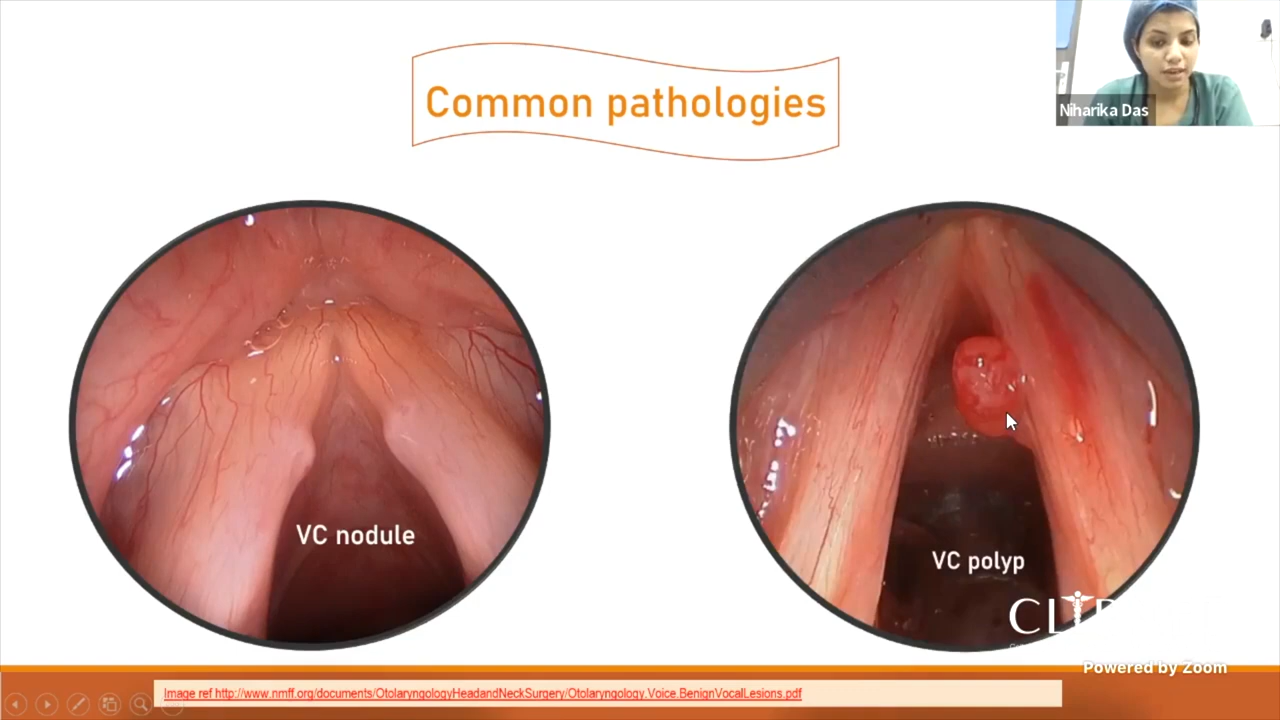 Common pathologies
Niharika Das
VC nodule
VC polyp
Powered by Zoom
Image ref http://www.nmff.org/documents/OtolaryngologyHeadandNeckSurgery/Otolaryngology.Voice.BenignVocalLesions.pdf